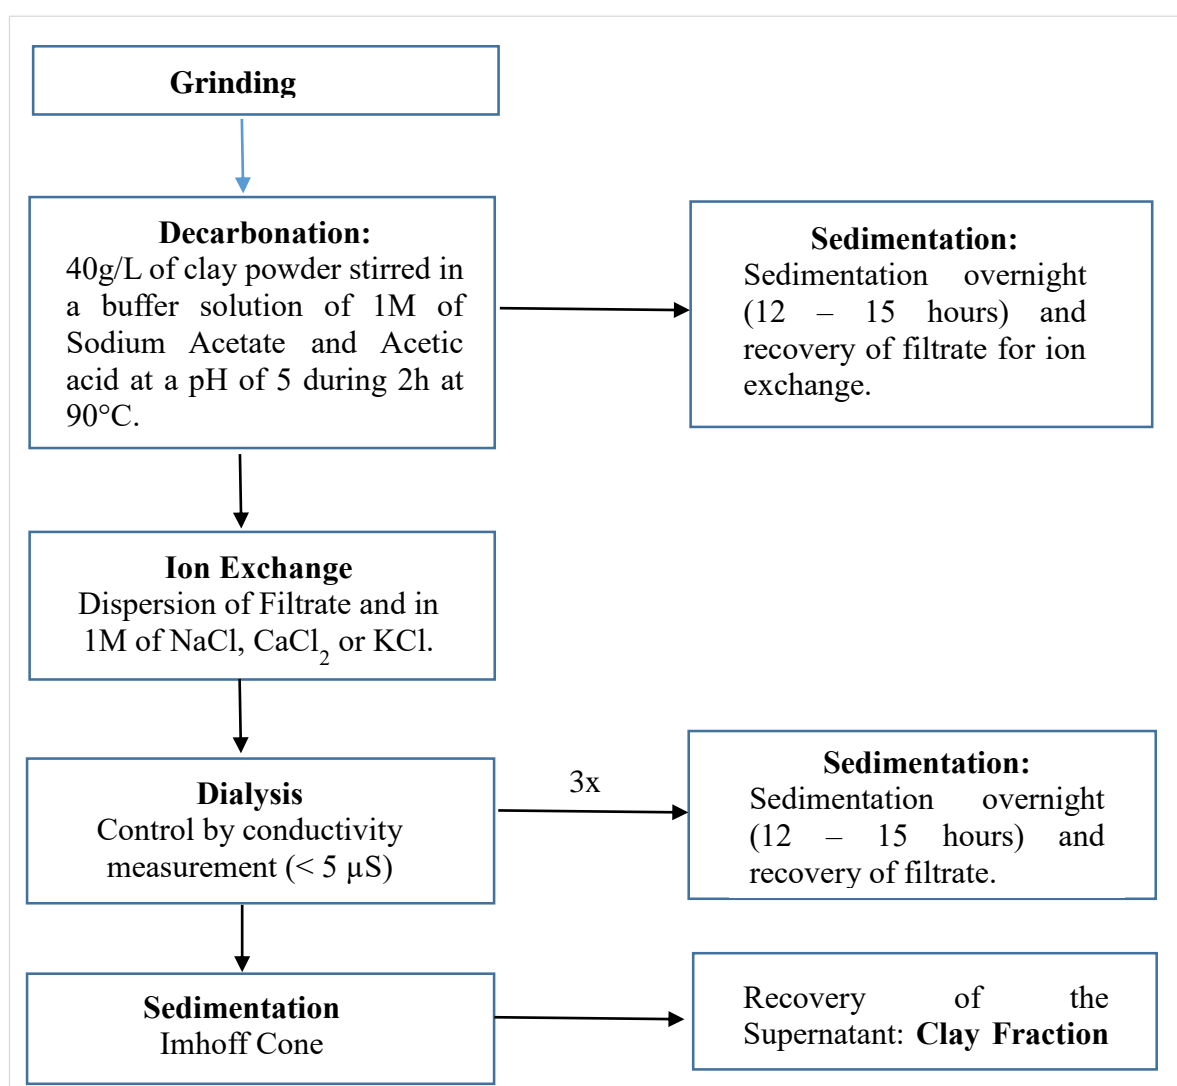 Grinding
Decarbonation:
40g/L of clay powder stirred in
a buffer solution of 1M of
Sodium Acetate and Acetic
acid at a pH of 5 during 2h at
90°C.
Sedimentation:
Sedimentation overnight
(12 – 15 hours) and
recovery of filtrate for ion
exchange.
Ion Exchange
Dispersion of Filtrate and in
1M of NaCl, CaCl₂ or KCl.
Dialysis
Control by conductivity
measurement (< 5 µS)
3x
Sedimentation:
Sedimentation overnight
(12 – 15 hours) and
recovery of filtrate.
Sedimentation
Imhoff Cone
Recovery of the
Supernatant: Clay Fraction